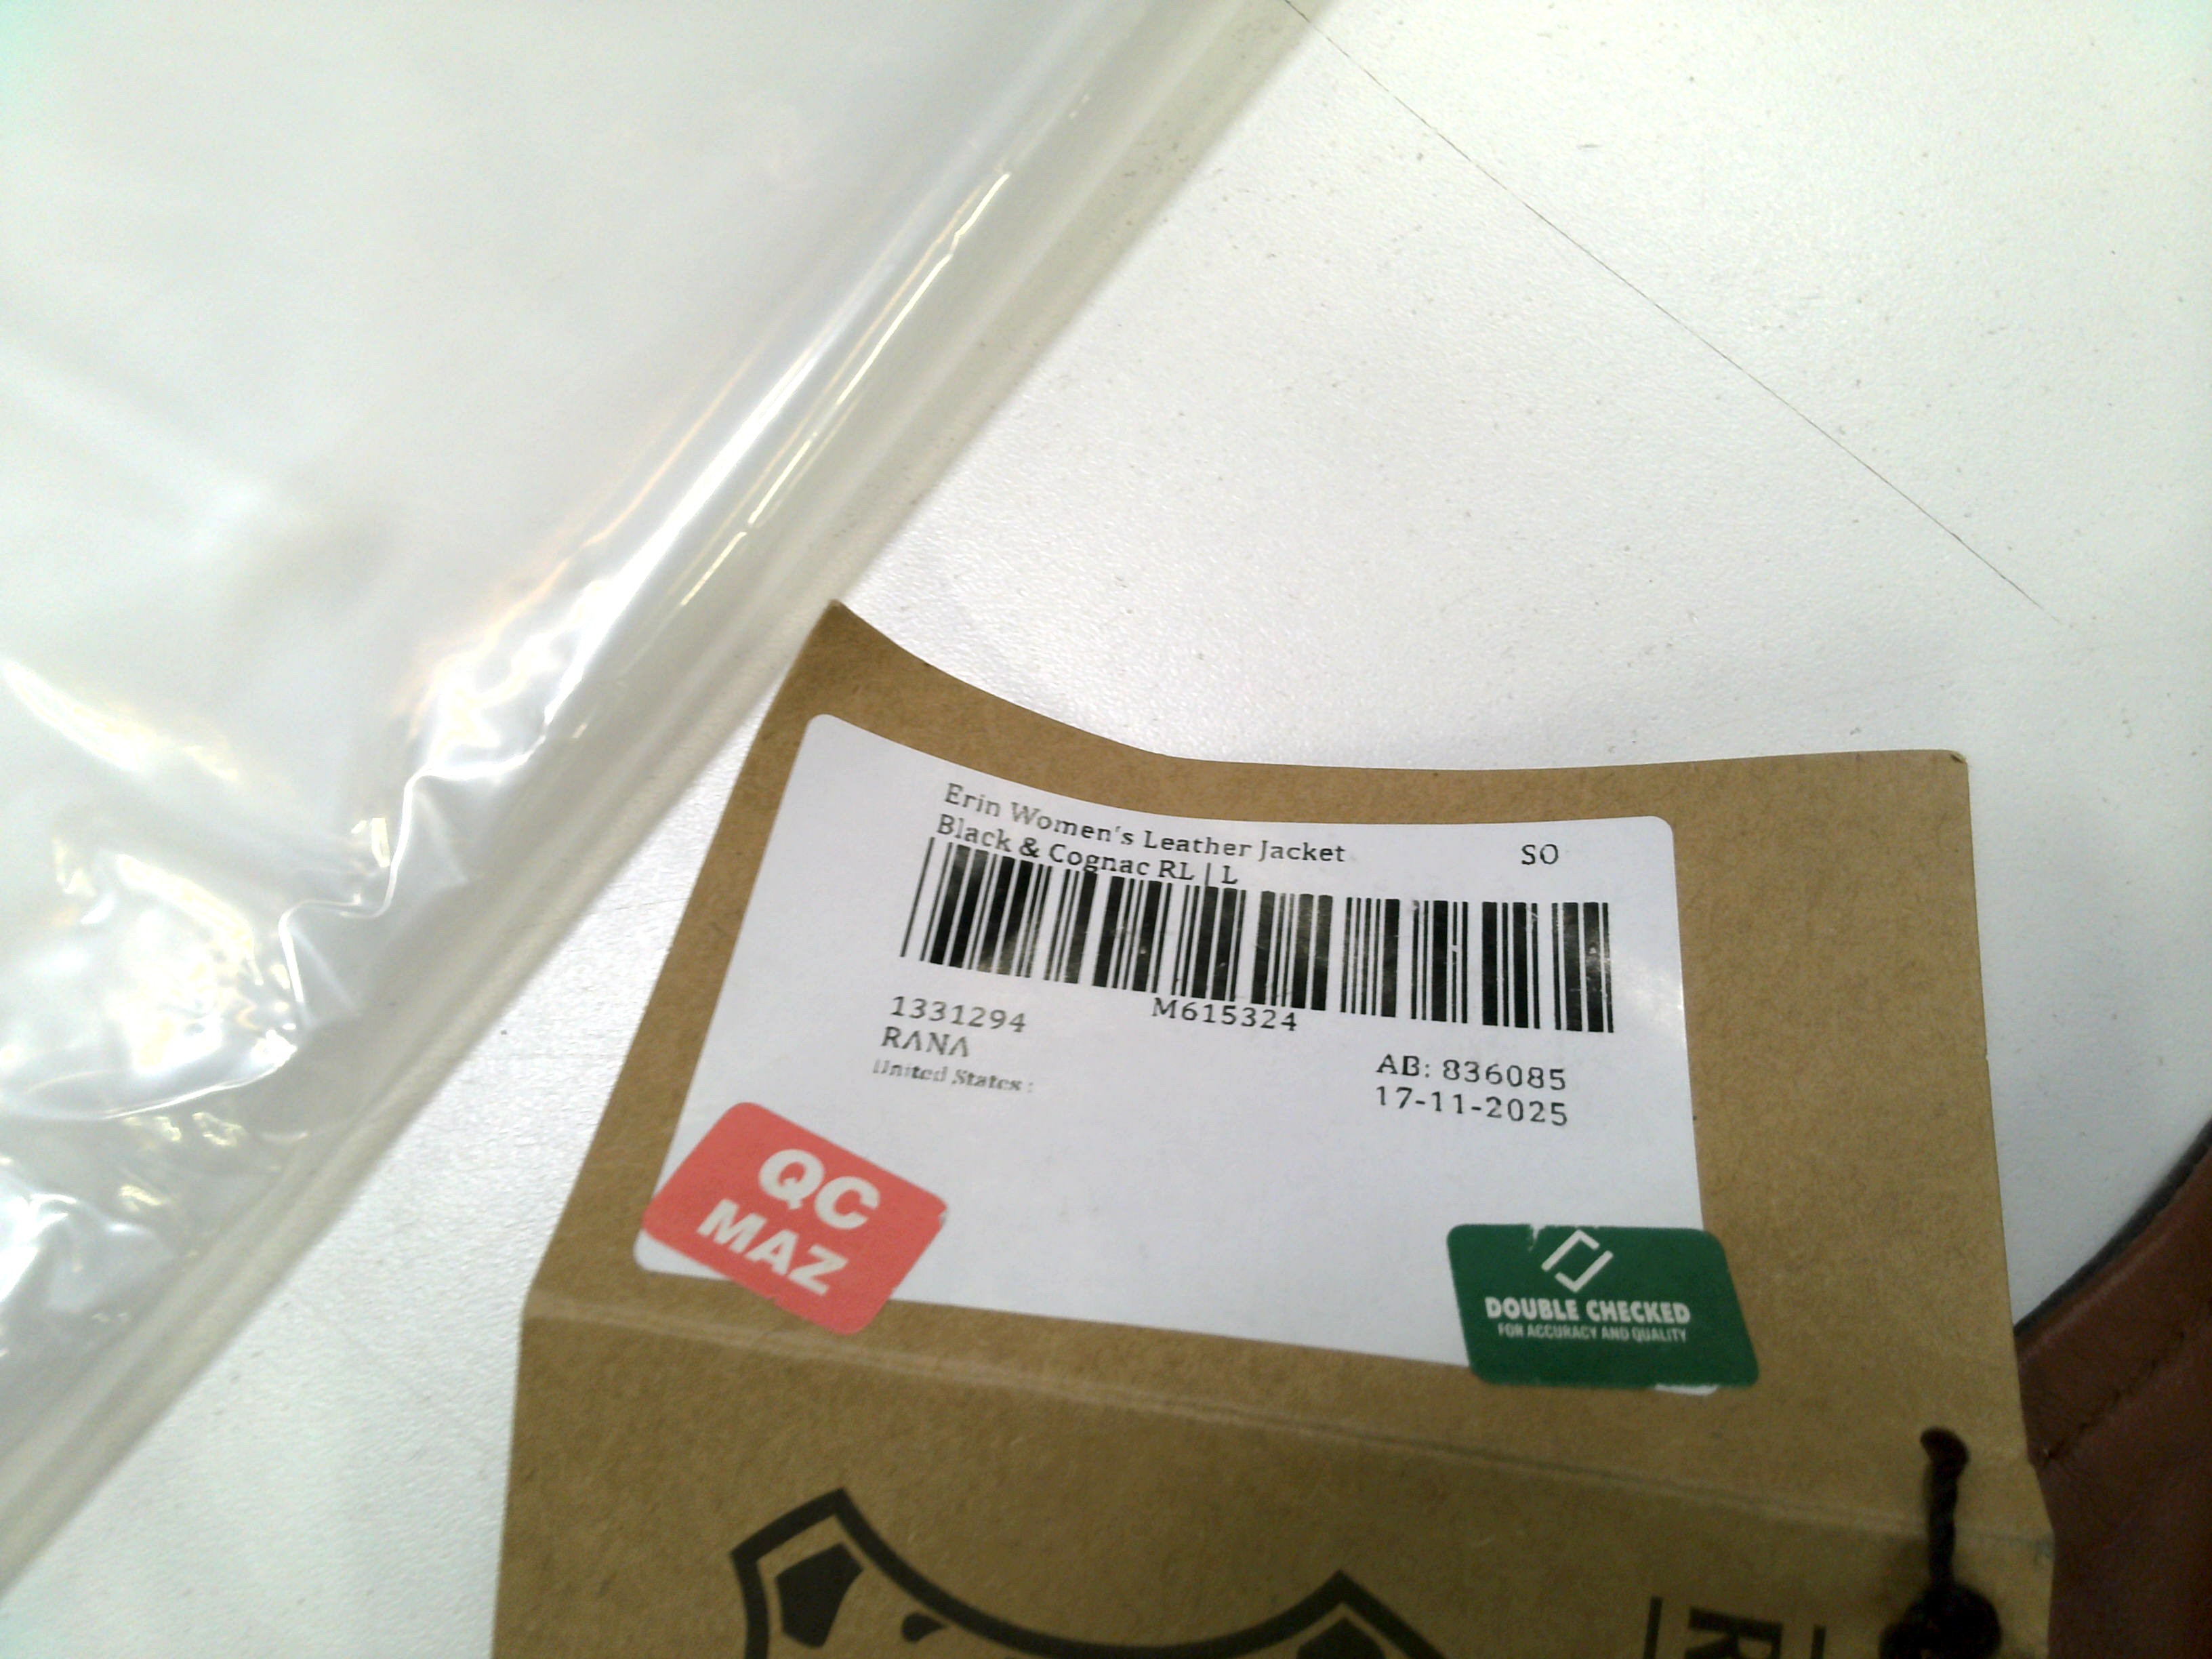 Erin Women's Leather Jacket
SO
Black & Cognac RL | L
M615324
1331294
RANA
United States :
AB: 836085
17-11-2025
QC
MAZ
DOUBLE CHECKED
FOR ACCURACY AND QUALITY
R